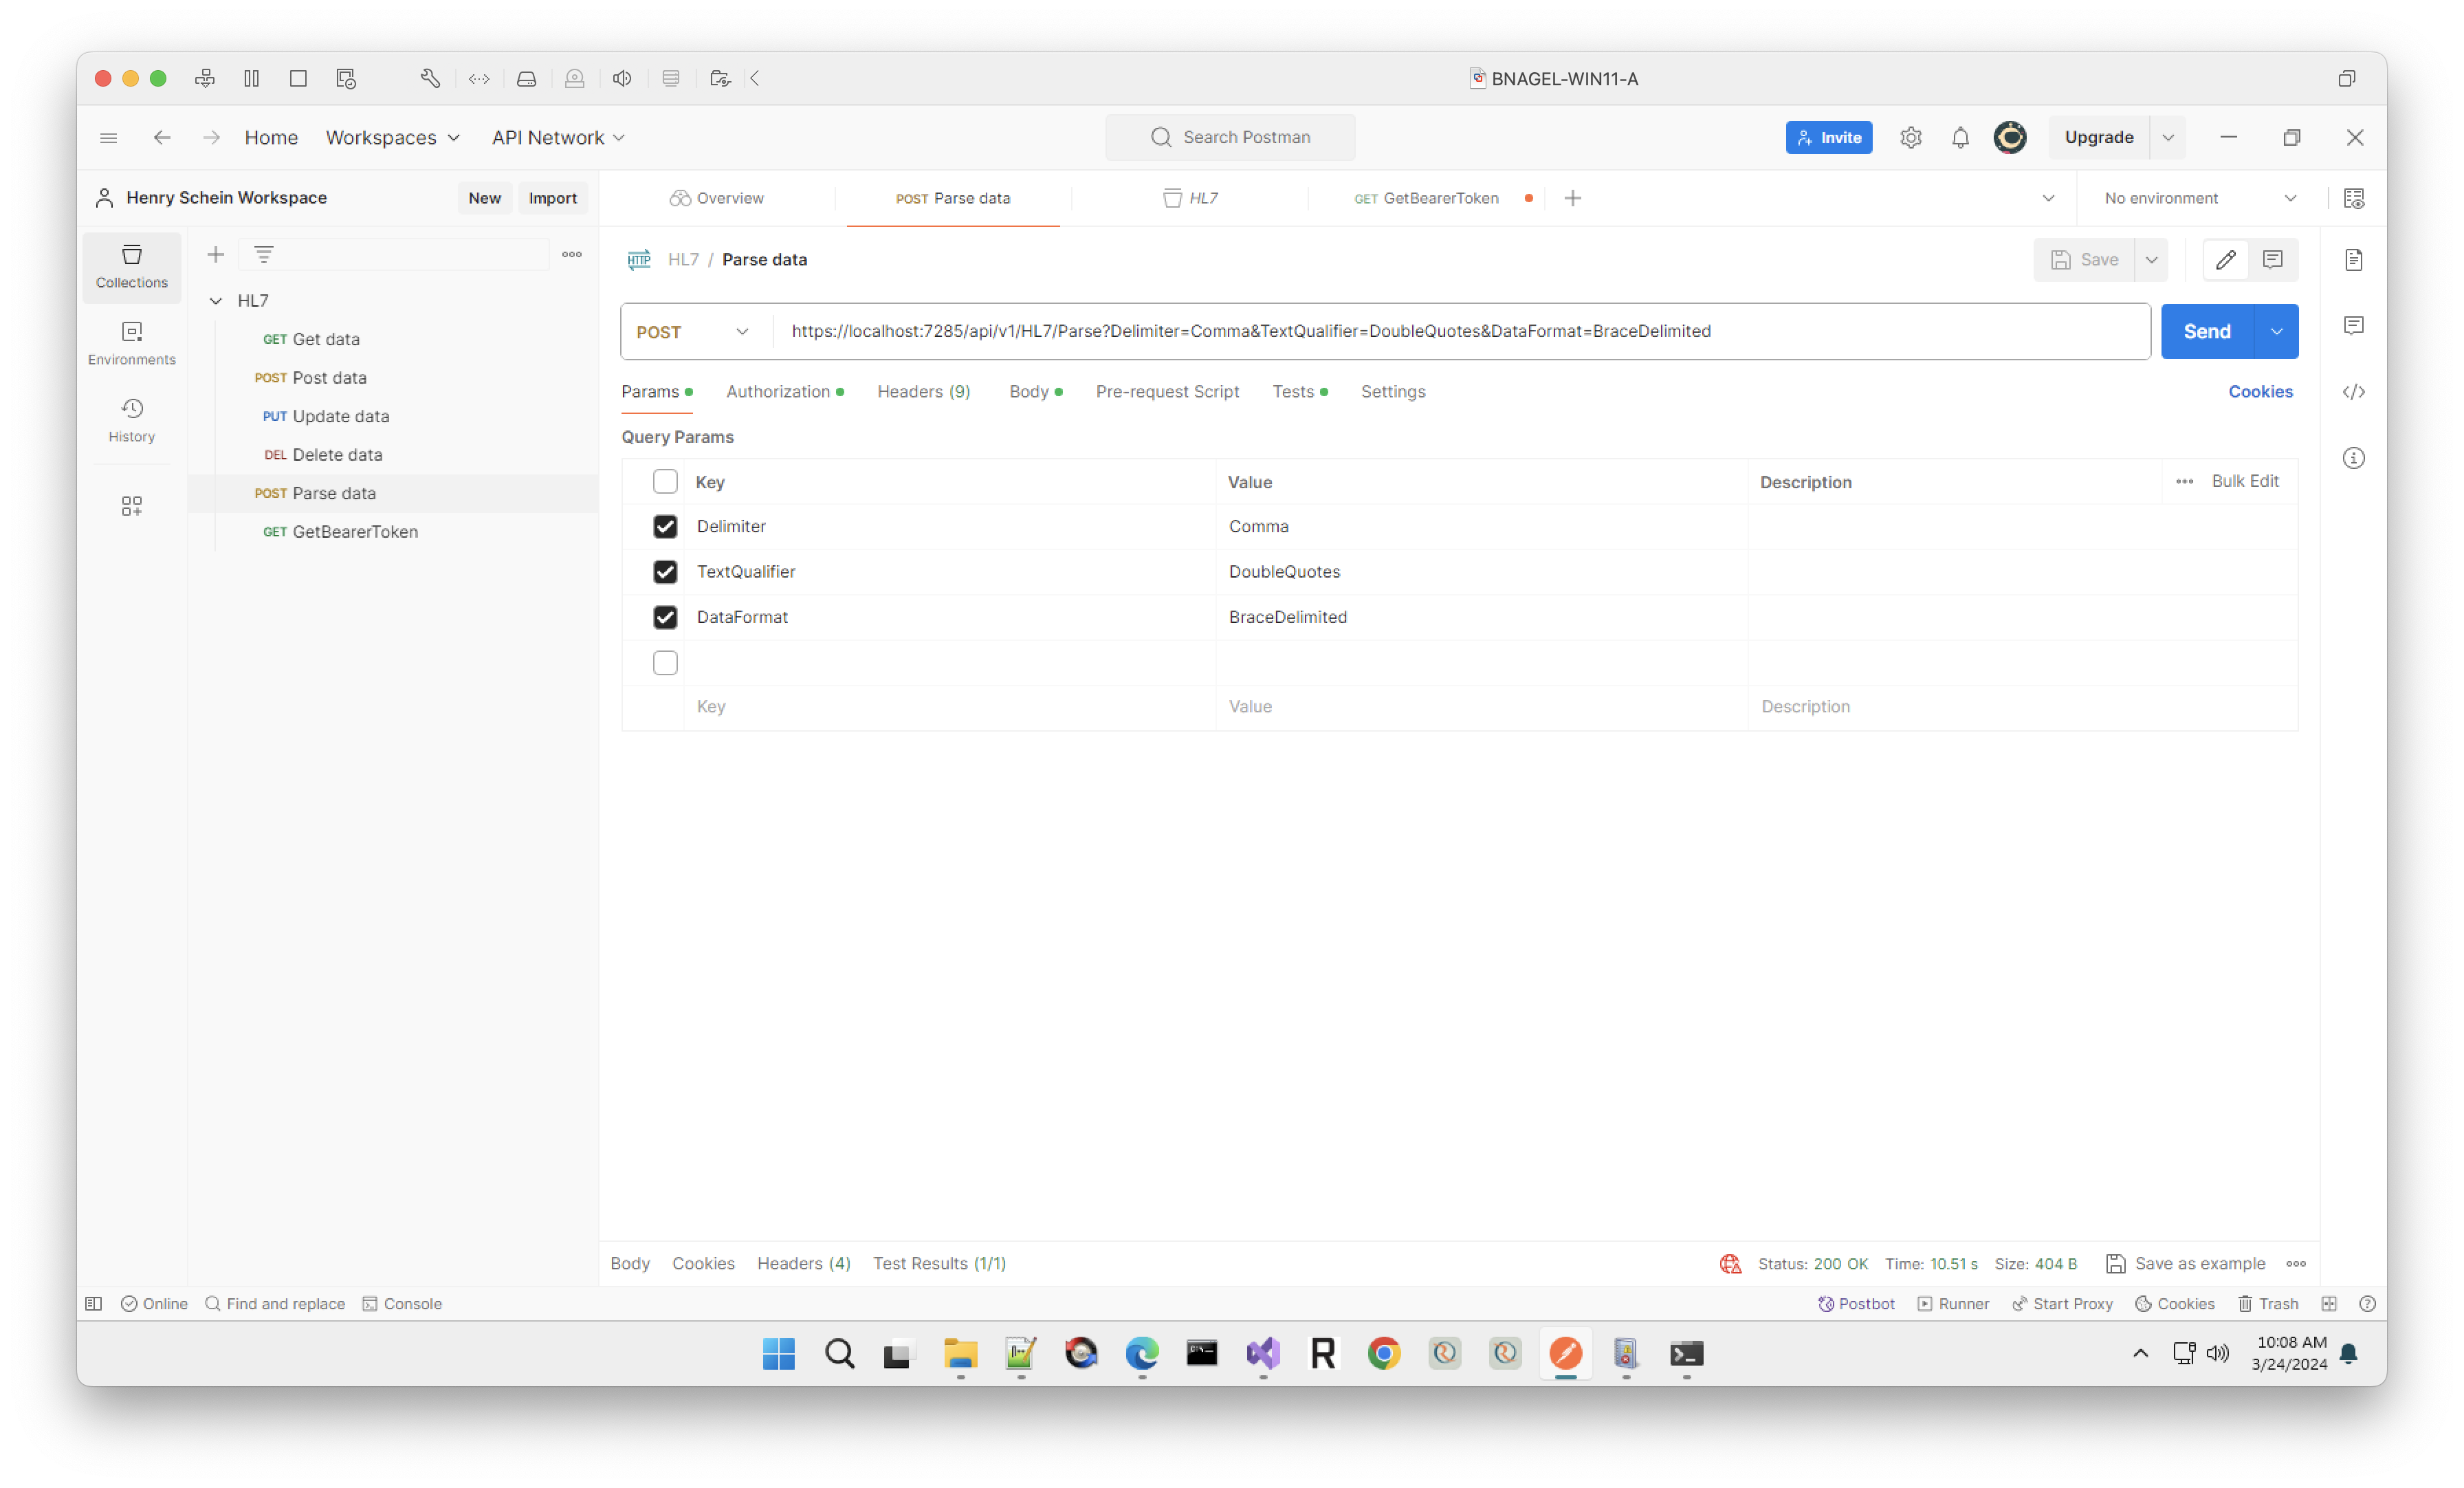 BNAGEL-WIN11-A
Home Workspaces API Network Search Postman Invite Upgrade
Henry Schein Workspace New Import Overview POST Parse data HL7 GET GetBearerToken No environment
Collections
Environments
History
HL7
GET Get data
POST Post data
PUT Update data
DEL Delete data
POST Parse data
GET GetBearerToken
HTTP HL7 / Parse data Save
POST https://localhost:7285/api/v1/HL7/Parse?Delimiter=Comma&TextQualifier=DoubleQuotes&DataFormat=BraceDelimited Send
Params Authorization Headers (9) Body Pre-request Script Tests Settings Cookies
Query Params
Key Value Description Bulk Edit
Delimiter Comma
TextQualifier DoubleQuotes
DataFormat BraceDelimited
Key Value Description
Body Cookies Headers (4) Test Results (1/1) Status: 200 OK Time: 10.51 s Size: 404 B Save as example
Online Find and replace Console Postbot Runner Start Proxy Cookies Trash
R
10:08 AM
3/24/2024